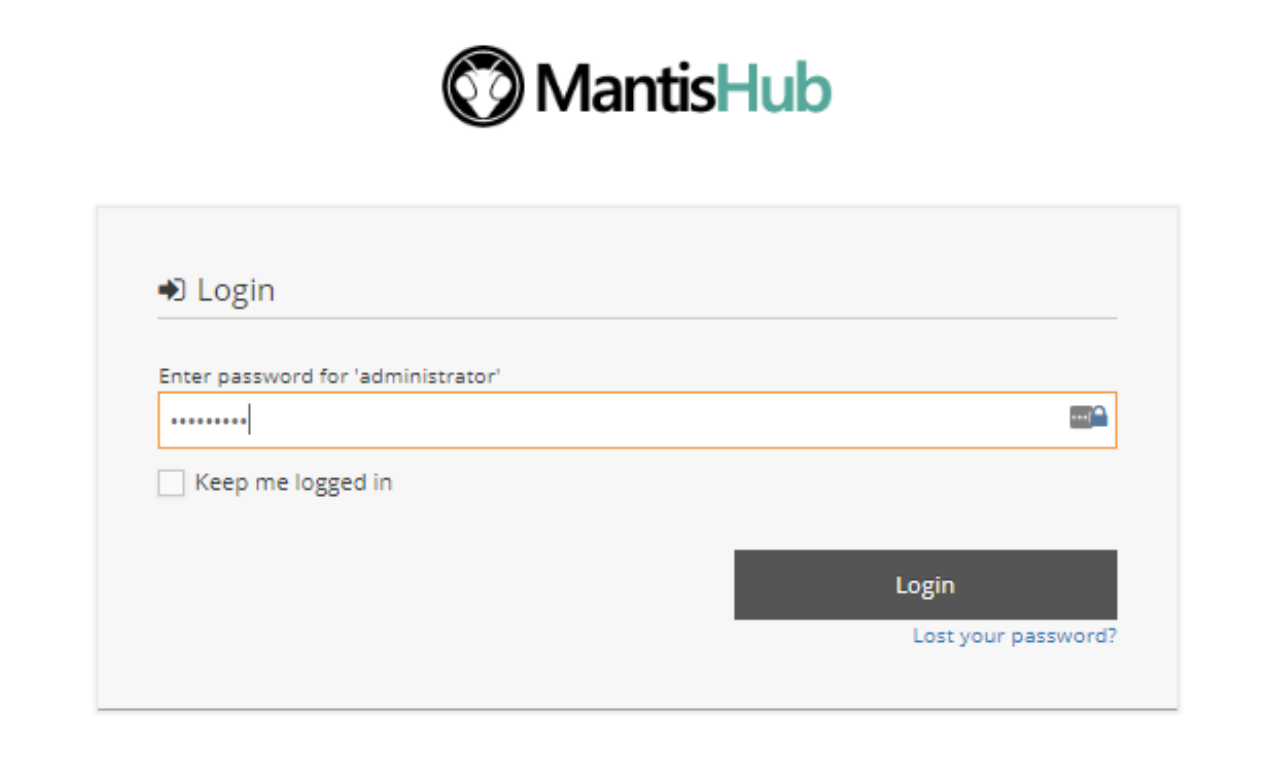 MantisHub
Login
Enter password for 'administrator'
•••••••••
Keep me logged in
Login
Lost your password?